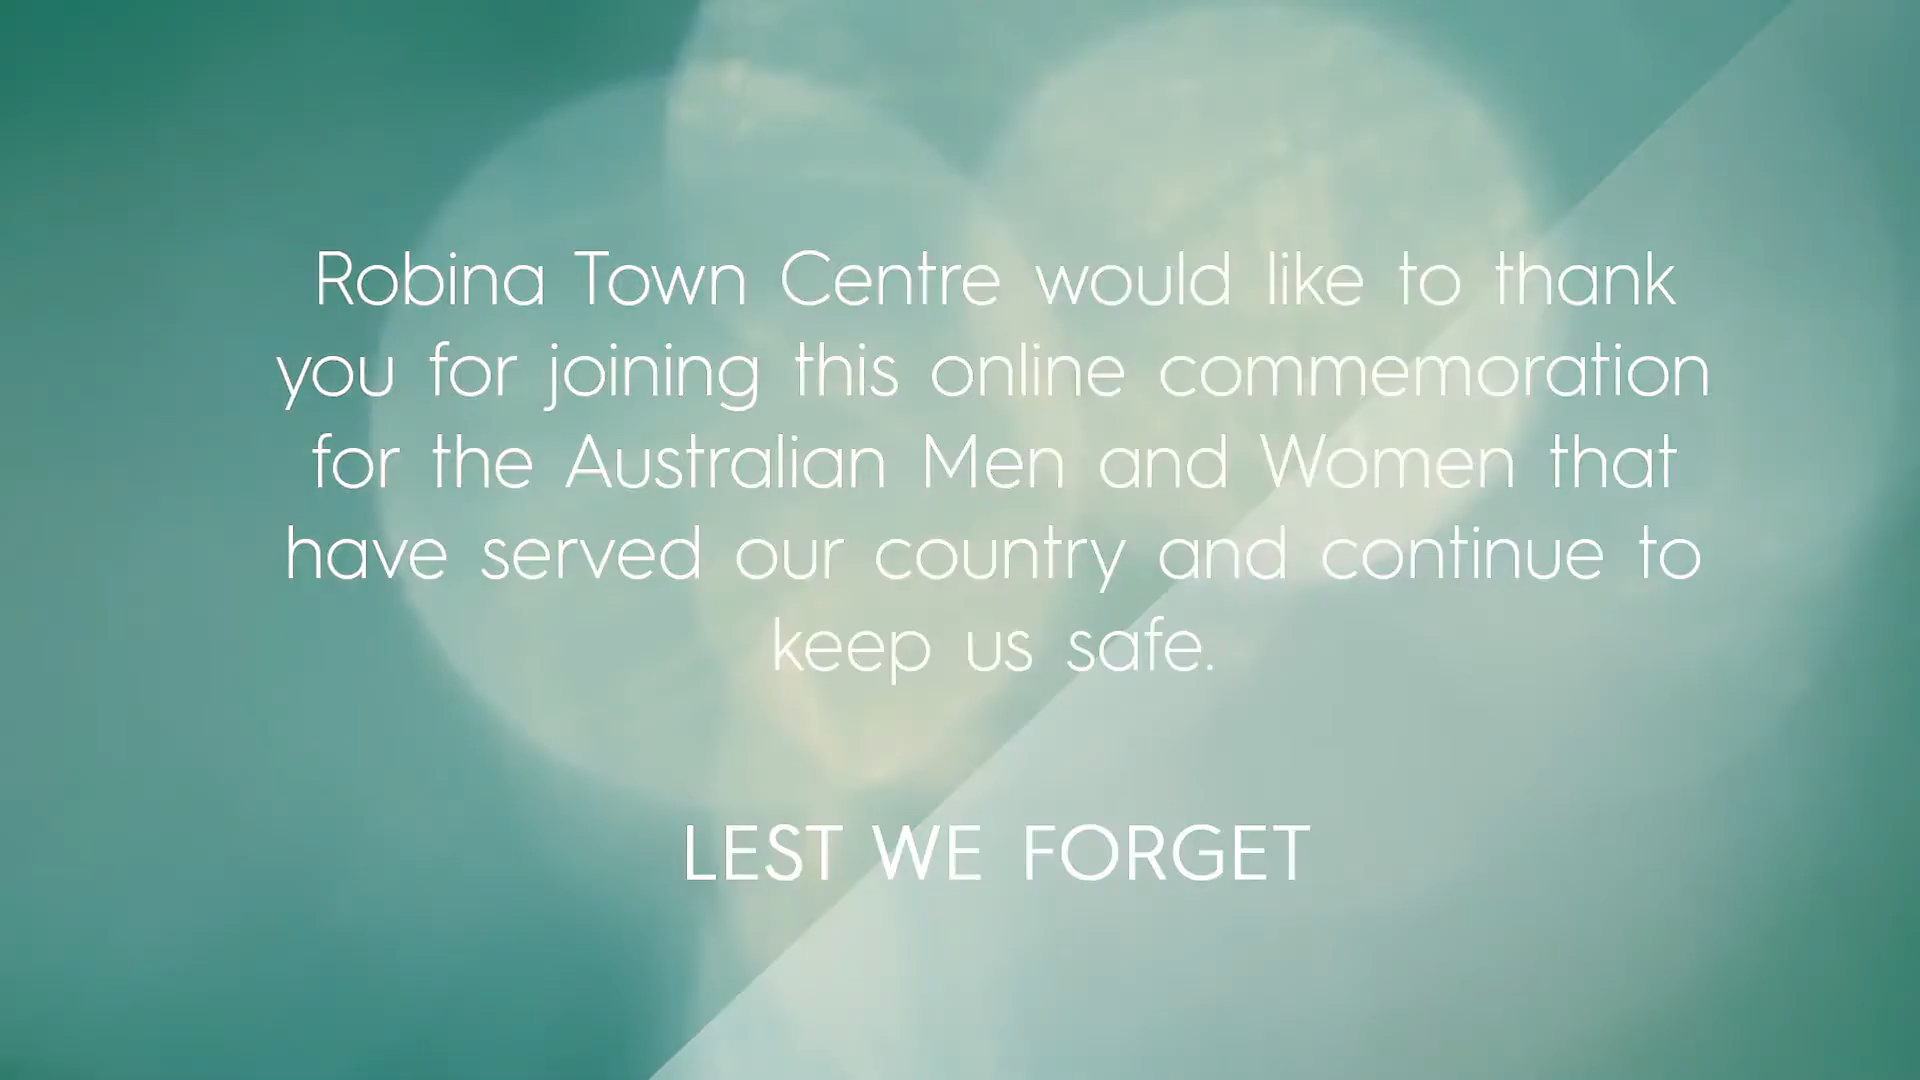 Robina Town Centre would like to thank
you for joining this online commemoration
for the Australian Men and Women that
have served our country and continue to
keep us safe.
LEST WE FORGET